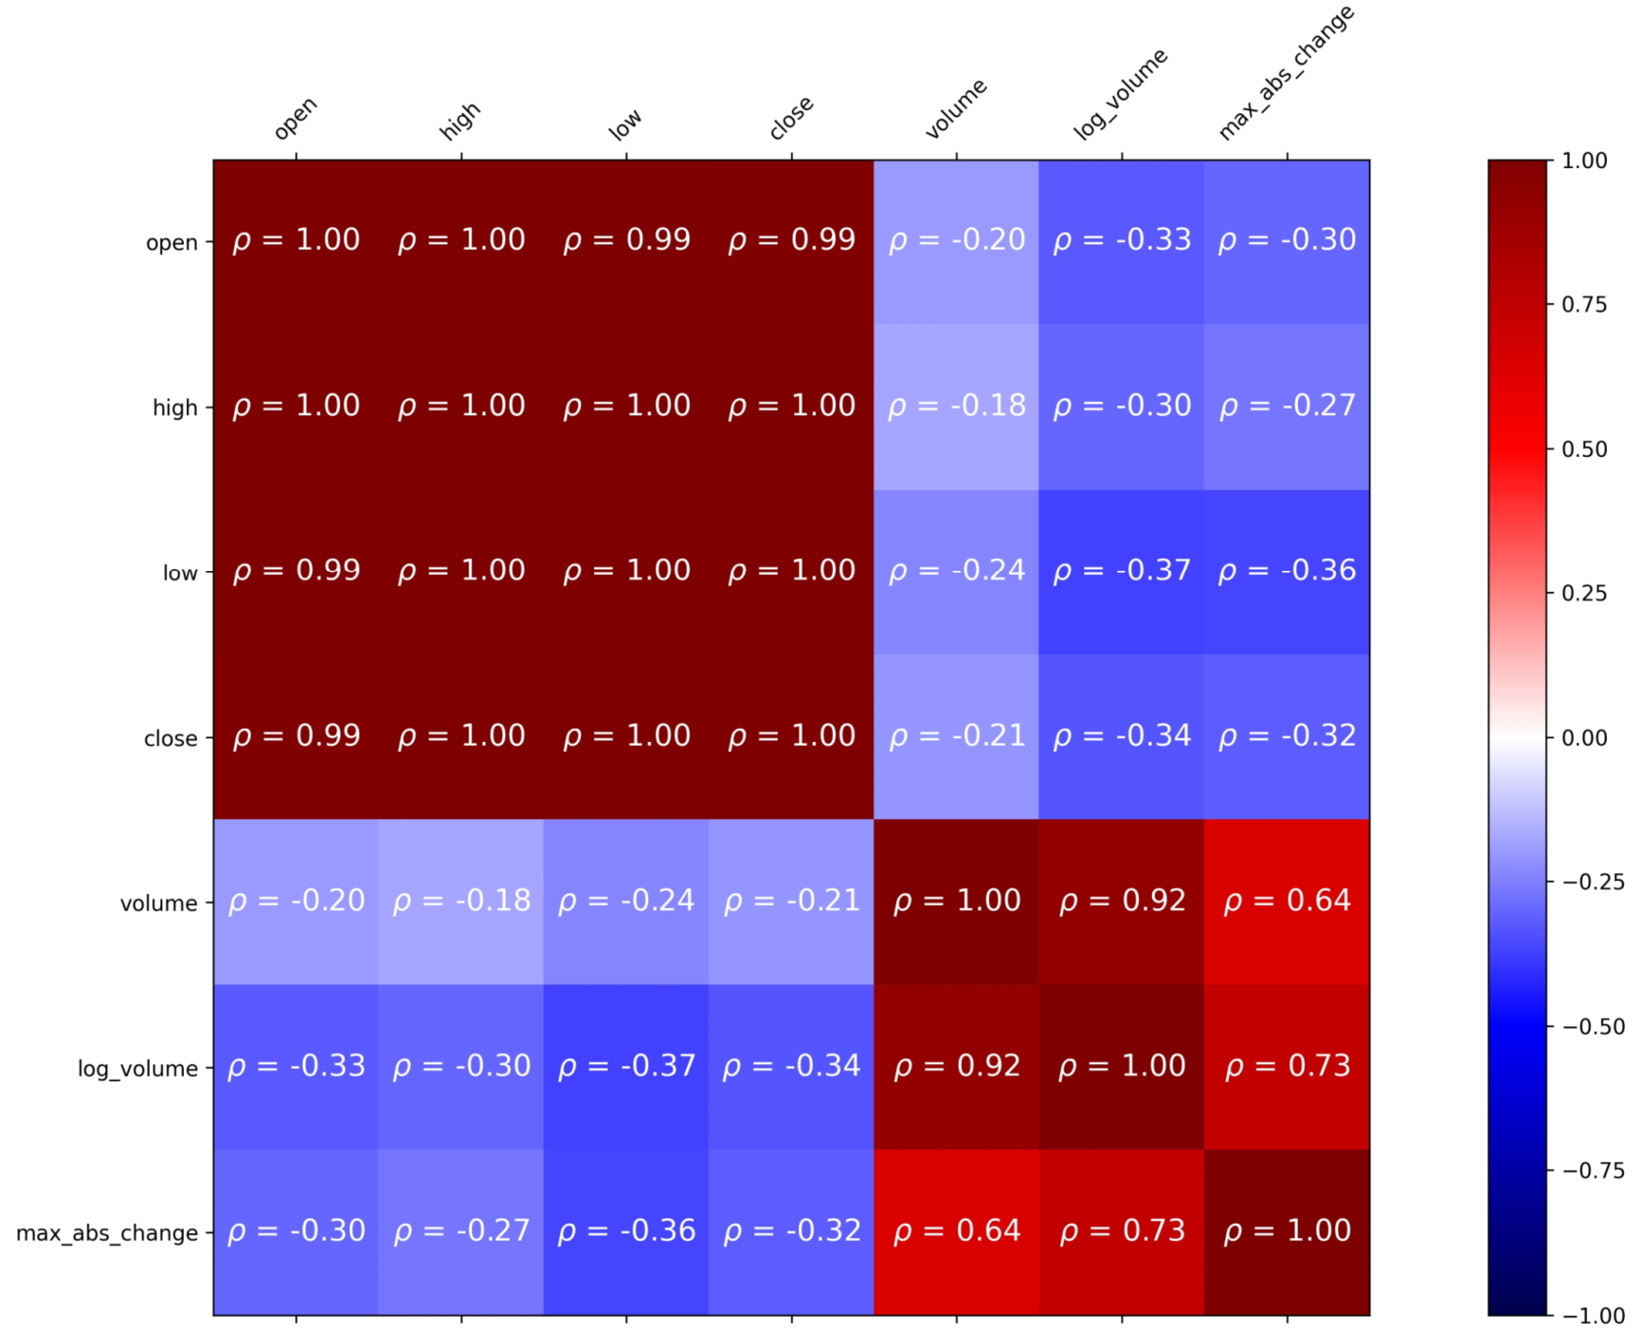 open high low close volume log_volume max_abs_change
open ρ = 1.00 ρ = 1.00 ρ = 0.99 ρ = 0.99 ρ = -0.20 ρ = -0.33 ρ = -0.30
high ρ = 1.00 ρ = 1.00 ρ = 1.00 ρ = 1.00 ρ = -0.18 ρ = -0.30 ρ = -0.27
low ρ = 0.99 ρ = 1.00 ρ = 1.00 ρ = 1.00 ρ = -0.24 ρ = -0.37 ρ = -0.36
close ρ = 0.99 ρ = 1.00 ρ = 1.00 ρ = 1.00 ρ = -0.21 ρ = -0.34 ρ = -0.32
volume ρ = -0.20 ρ = -0.18 ρ = -0.24 ρ = -0.21 ρ = 1.00 ρ = 0.92 ρ = 0.64
log_volume ρ = -0.33 ρ = -0.30 ρ = -0.37 ρ = -0.34 ρ = 0.92 ρ = 1.00 ρ = 0.73
max_abs_change ρ = -0.30 ρ = -0.27 ρ = -0.36 ρ = -0.32 ρ = 0.64 ρ = 0.73 ρ = 1.00
1.00
0.75
0.50
0.25
0.00
−0.25
−0.50
−0.75
−1.00